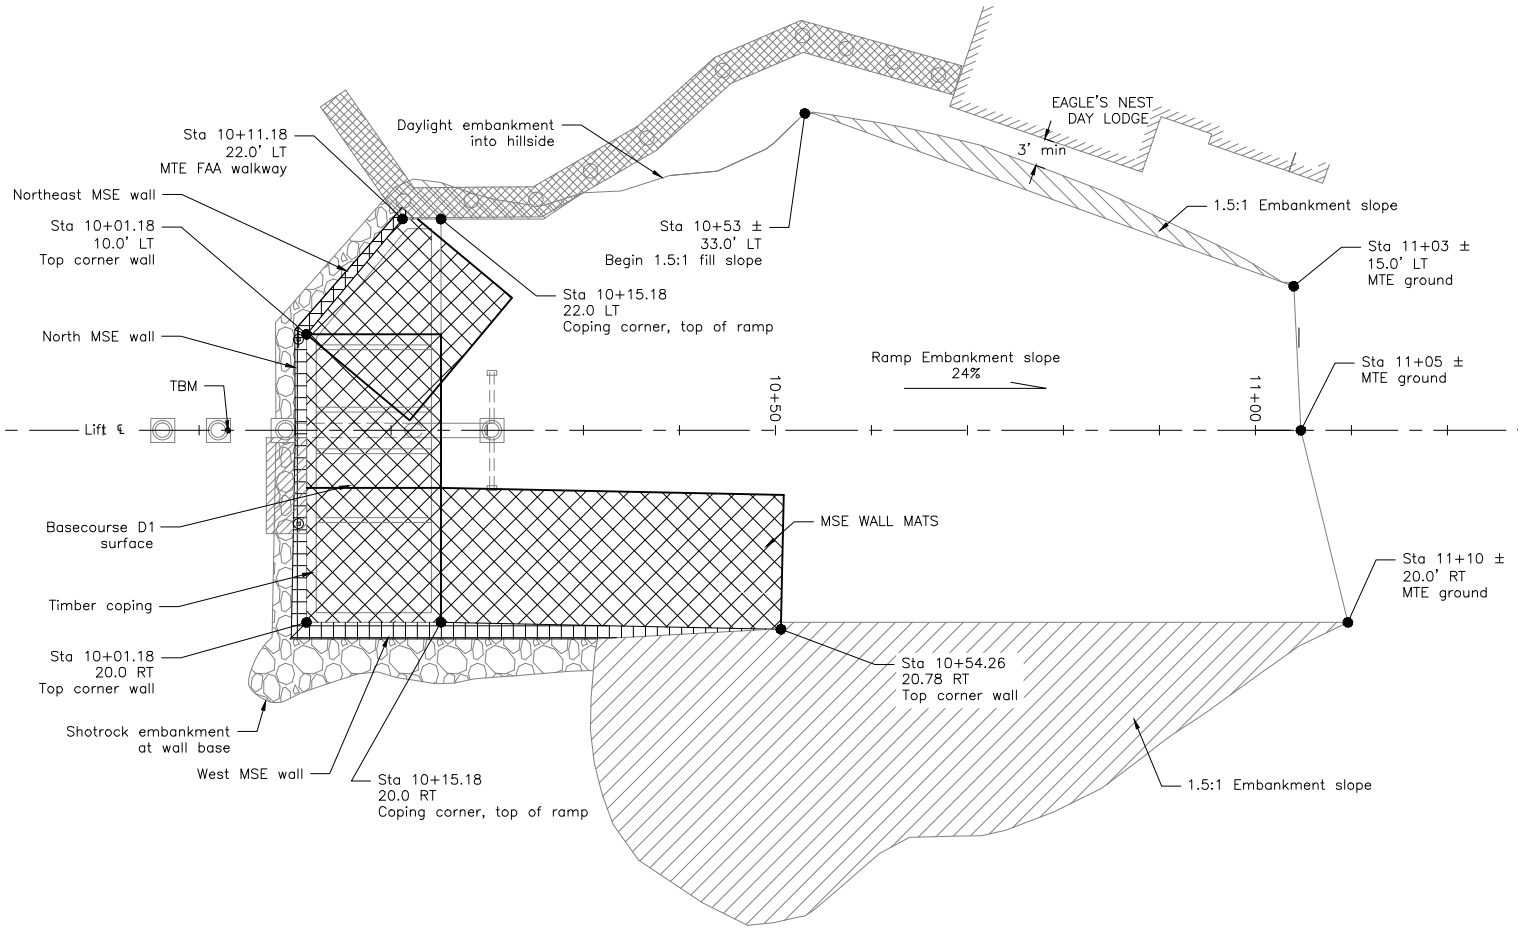 EAGLE'S NEST
DAY LODGE
3' min
Daylight embankment
into hillside
Sta 10+11.18
22.0' LT
MTE FAA walkway
Northeast MSE wall
Sta 10+01.18
10.0' LT
Top corner wall
1.5:1 Embankment slope
Sta 10+53 ±
33.0' LT
Begin 1.5:1 fill slope
Sta 11+03 ±
15.0' LT
MTE ground
Sta 10+15.18
22.0 LT
Coping corner, top of ramp
North MSE wall
Ramp Embankment slope
24%
Sta 11+05 ±
MTE ground
TBM
10+50
11+00
Lift ℄
Basecourse D1
surface
MSE WALL MATS
Sta 11+10 ±
20.0' RT
MTE ground
Timber coping
Sta 10+01.18
20.0 RT
Top corner wall
Sta 10+54.26
20.78 RT
Top corner wall
Shotrock embankment
at wall base
West MSE wall
Sta 10+15.18
20.0 RT
Coping corner, top of ramp
1.5:1 Embankment slope